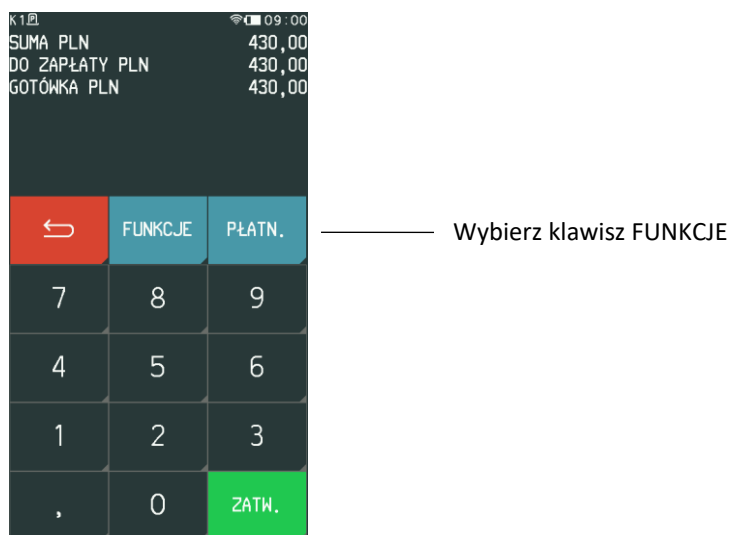 K1 P 09:00
SUMA PLN 430,00
DO ZAPŁATY PLN 430,00
GOTÓWKA PLN 430,00
FUNKCJE PŁATN. Wybierz klawisz FUNKCJE
7 8 9
4 5 6
1 2 3
, 0 ZATW.